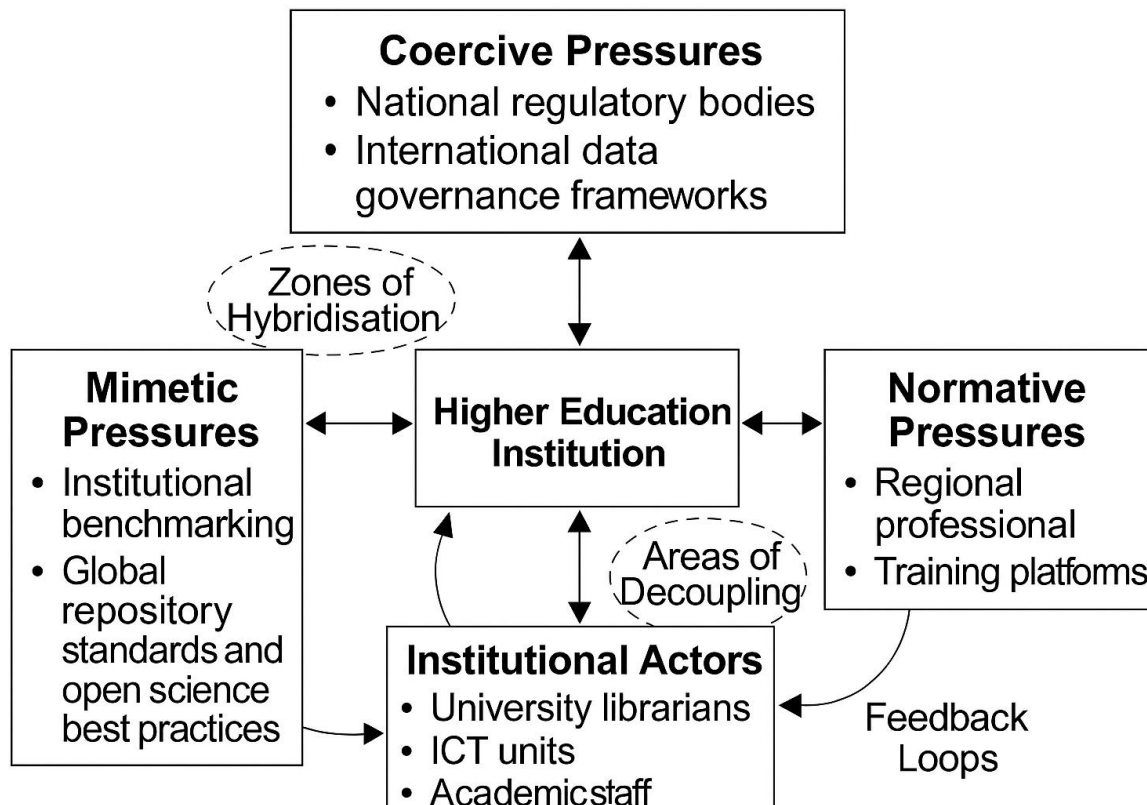 Coercive Pressures
• National regulatory bodies
• International data
governance frameworks
Zones of
Hybridisation
Mimetic
Pressures
• Institutional
benchmarking
• Global
repository
standards and
open science
best practices
Higher Education
Institution
Normative
Pressures
• Regional
professional
• Training platforms
Areas of
Decoupling
Institutional Actors
• University librarians
• ICT units
• Academic staff
Feedback
Loops